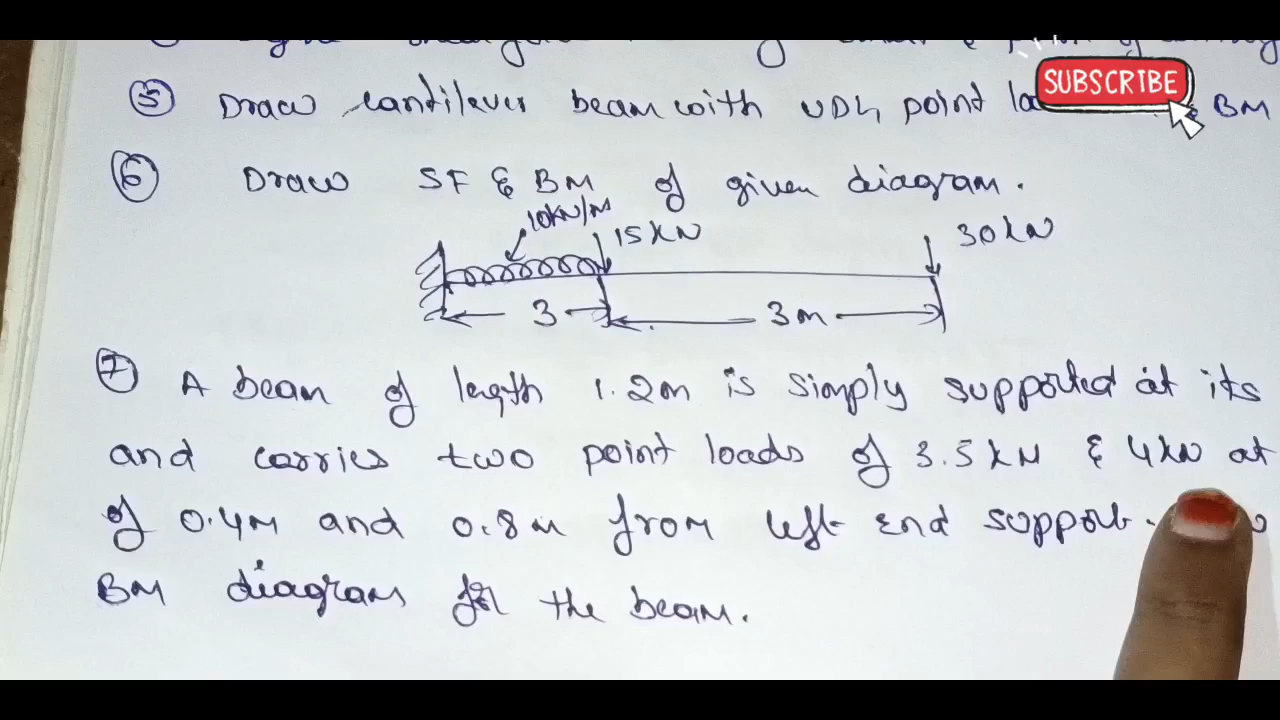 ⑤ Draw cantilever beam with UDL, point BM
SUBSCRIBE
⑥ Draw SF & BM of given diagram.
10KN/M
15KN
30KN
3
3m
⑦ A beam of length 1.2m is simply supported at its
and carries two point loads of 3.5KN & 4KN at
of 0.4M and 0.8m from left End support.
BM diagram for the beam.